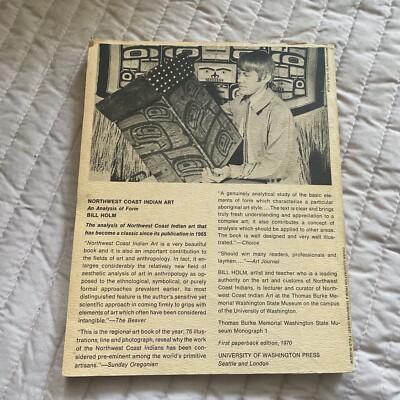 NORTHWEST COAST INDIAN ART
An Analysis of Form
BILL HOLM
The analysis of Northwest Coast Indian art that
has become a classic since its publication in 1965
"Northwest Coast Indian Art is a very beautiful
book and it is also an important contribution to
the fields of art and anthropology. In fact, it en-
larges considerably the relatively new field of
aesthetic analysis of art in anthropology as op-
posed to the ethnological, symbolical, or purely
formal approaches prevalent earlier. Its most
distinguished feature is the author's sensitive yet
scientific approach in coming firmly to grips with
elements of art which often have been considered
intangible."—The Beaver
"This is the regional art book of the year; 76 illus-
trations, line and photograph, reveal why the work
of the Northwest Coast Indians has been con-
sidered pre-eminent among the world's primitive
artisans."—Sunday Oregonian
"A genuinely analytical study of the basic ele-
ments of form which characterize a particular
aboriginal art style. . . . The text is clear and brings
truly fresh understanding and appreciation to a
complex art; it also contributes a concept of
analysis which should be applied to other areas.
The book is well designed and very well illus-
trated."—Choice
"Should win many readers, professionals and
laymen. . . ."—Art Journal
BILL HOLM, artist and teacher who is a leading
authority on the art and customs of Northwest
Coast Indians, is lecturer and curator of North-
west Coast Indian Art at the Thomas Burke Me-
morial Washington State Museum on the campus
of the University of Washington.
Thomas Burke Memorial Washington State Mu-
seum Monograph 1
First paperback edition, 1970
UNIVERSITY OF WASHINGTON PRESS
Seattle and London